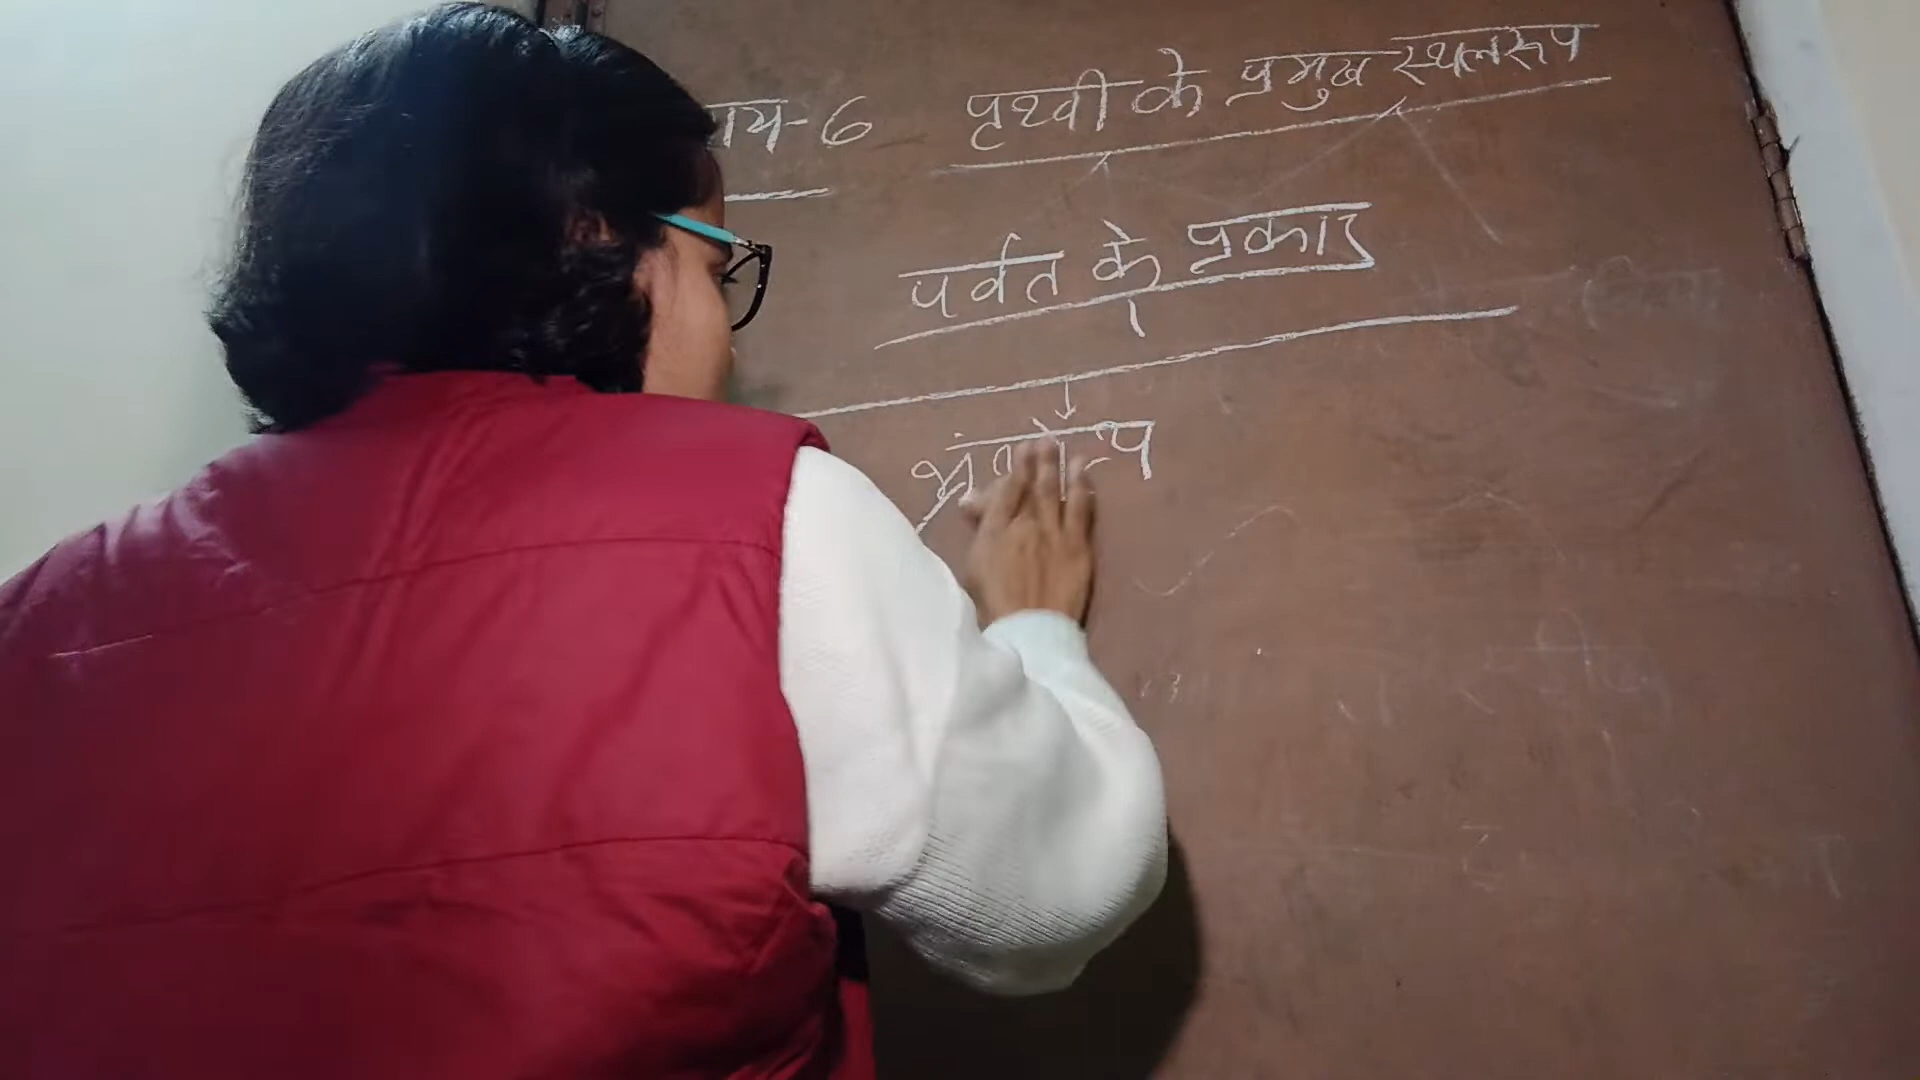 ाय-6 पृथ्वी के प्रमुख स्थलरूप
पर्वत के प्रकार